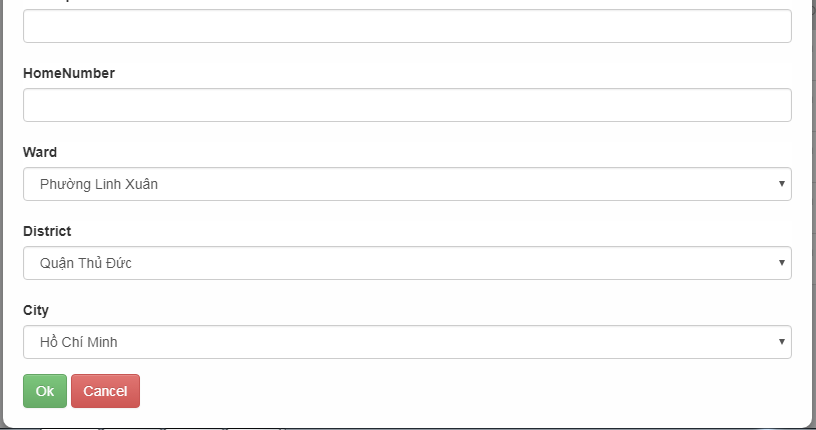 HomeNumber
Ward
Phường Linh Xuân
District
Quận Thủ Đức
City
Hồ Chí Minh
Ok Cancel